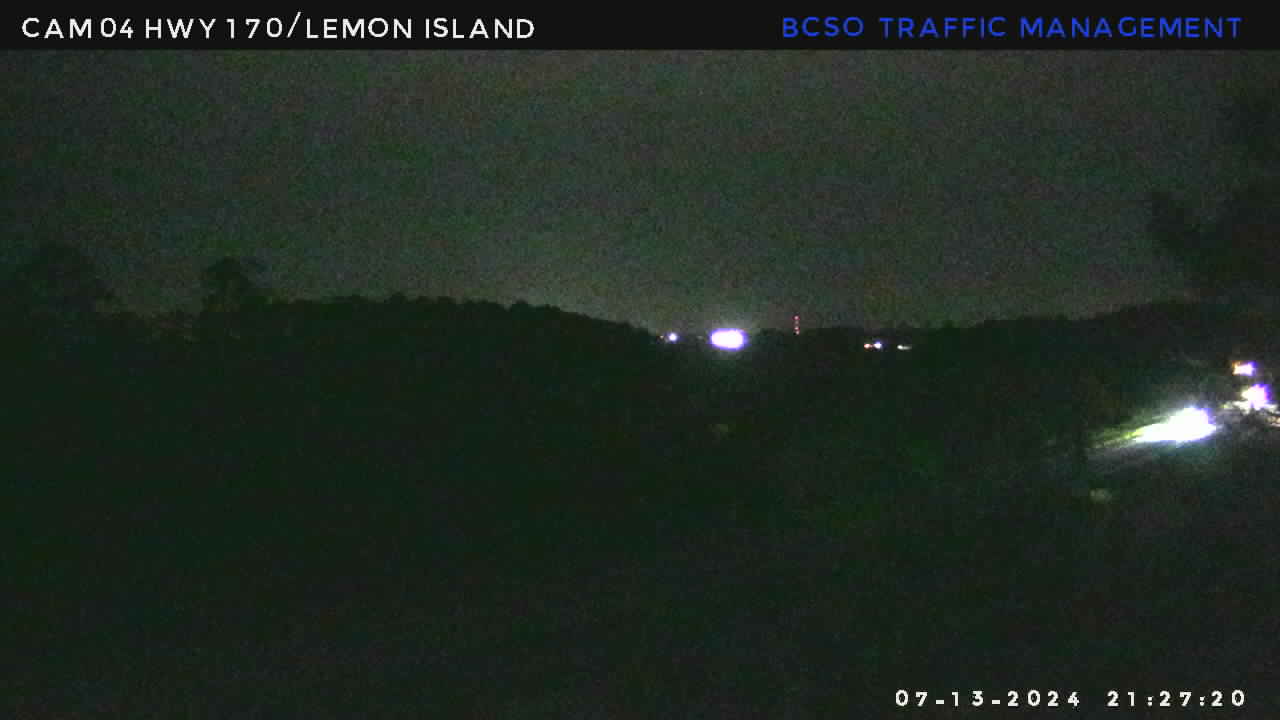 CAM04 HWY 170/LEMON ISLAND
BCSO TRAFFIC MANAGEMENT
07-13-2024 21:27:20